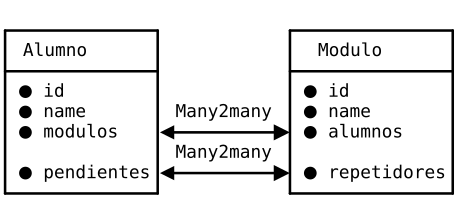 Alumno
id
name
modulos
pendientes
Many2many
Many2many
Modulo
id
name
alumnos
repetidores